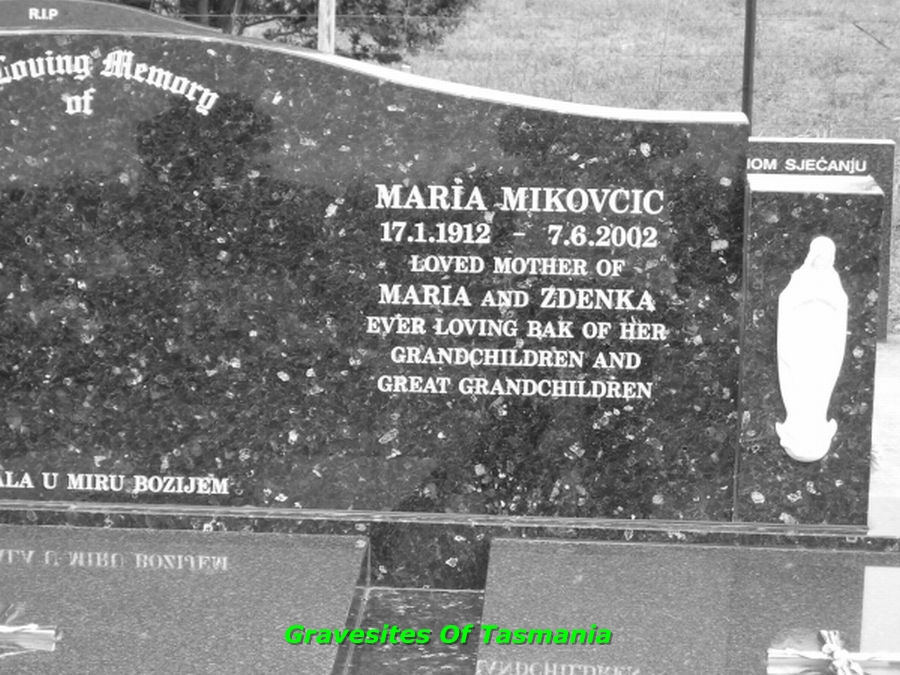 R.I.P
Loving Memory
of
NOM SJEĆANJU
MARIA MIKOVCIC
17.1.1912 - 7.6.2002
LOVED MOTHER OF
MARIA AND ZDENKA
EVER LOVING BAK OF HER
GRANDCHILDREN AND
GREAT GRANDCHILDREN
ALA U MIRU BOZIJEM
Gravesites Of Tasmania